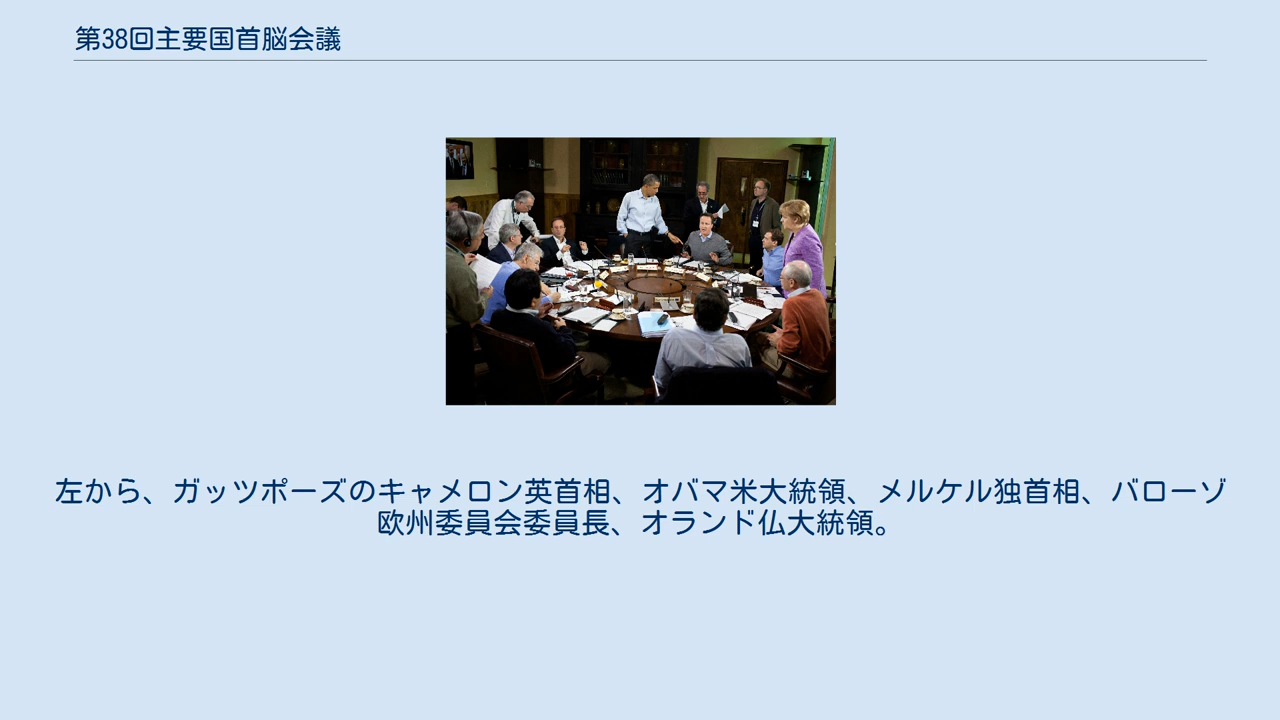 第38回主要国首脳会議
左から、ガッツポーズのキャメロン英首相、オバマ米大統領、メルケル独首相、バローゾ
欧州委員会委員長、オランド仏大統領。